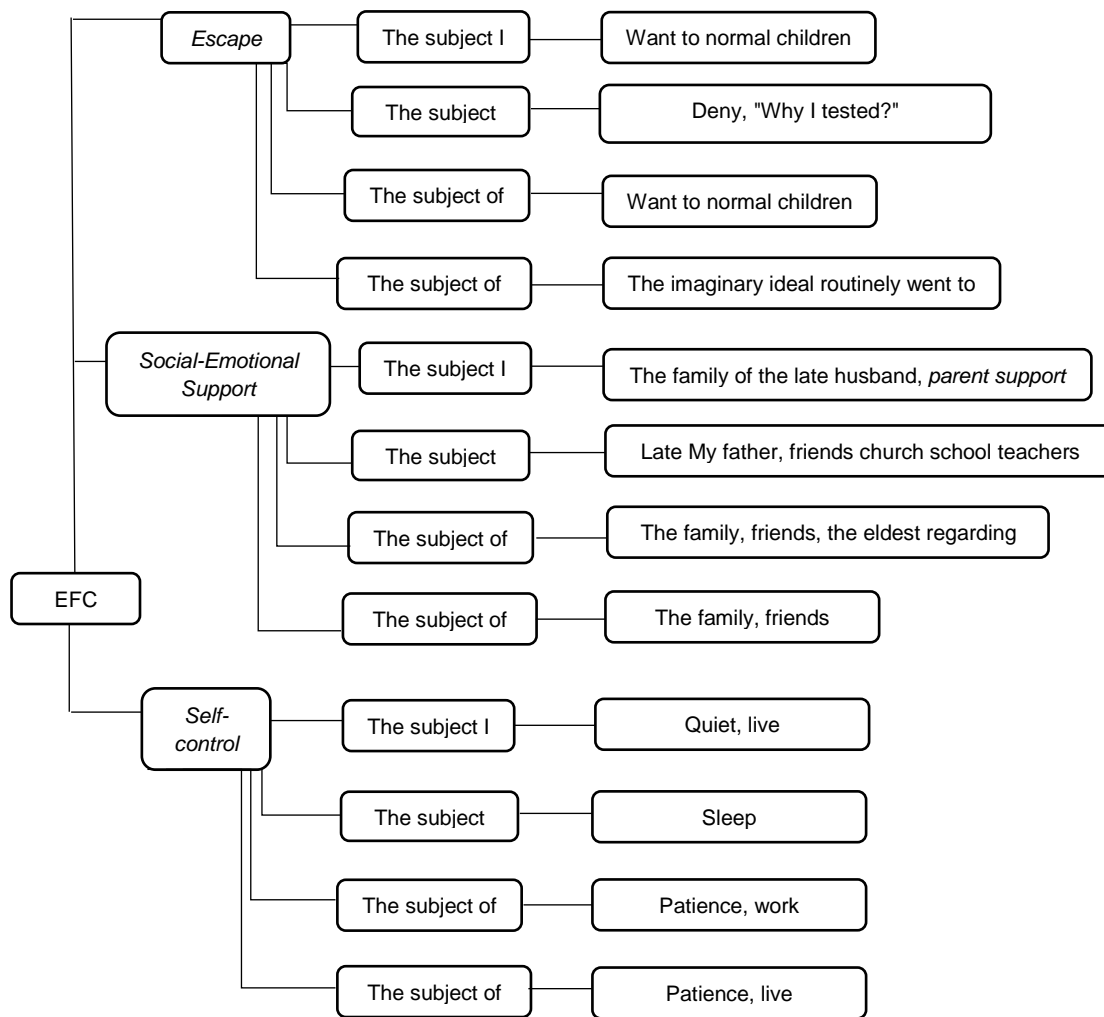 Escape
The subject I
Want to normal children
The subject
Deny, "Why I tested?"
The subject of
Want to normal children
The subject of
The imaginary ideal routinely went to
Social-Emotional
Support
The subject I
The family of the late husband, parent support
The subject
Late My father, friends church school teachers
The subject of
The family, friends, the eldest regarding
EFC
The subject of
The family, friends
Self-
control
The subject I
Quiet, live
The subject
Sleep
The subject of
Patience, work
The subject of
Patience, live